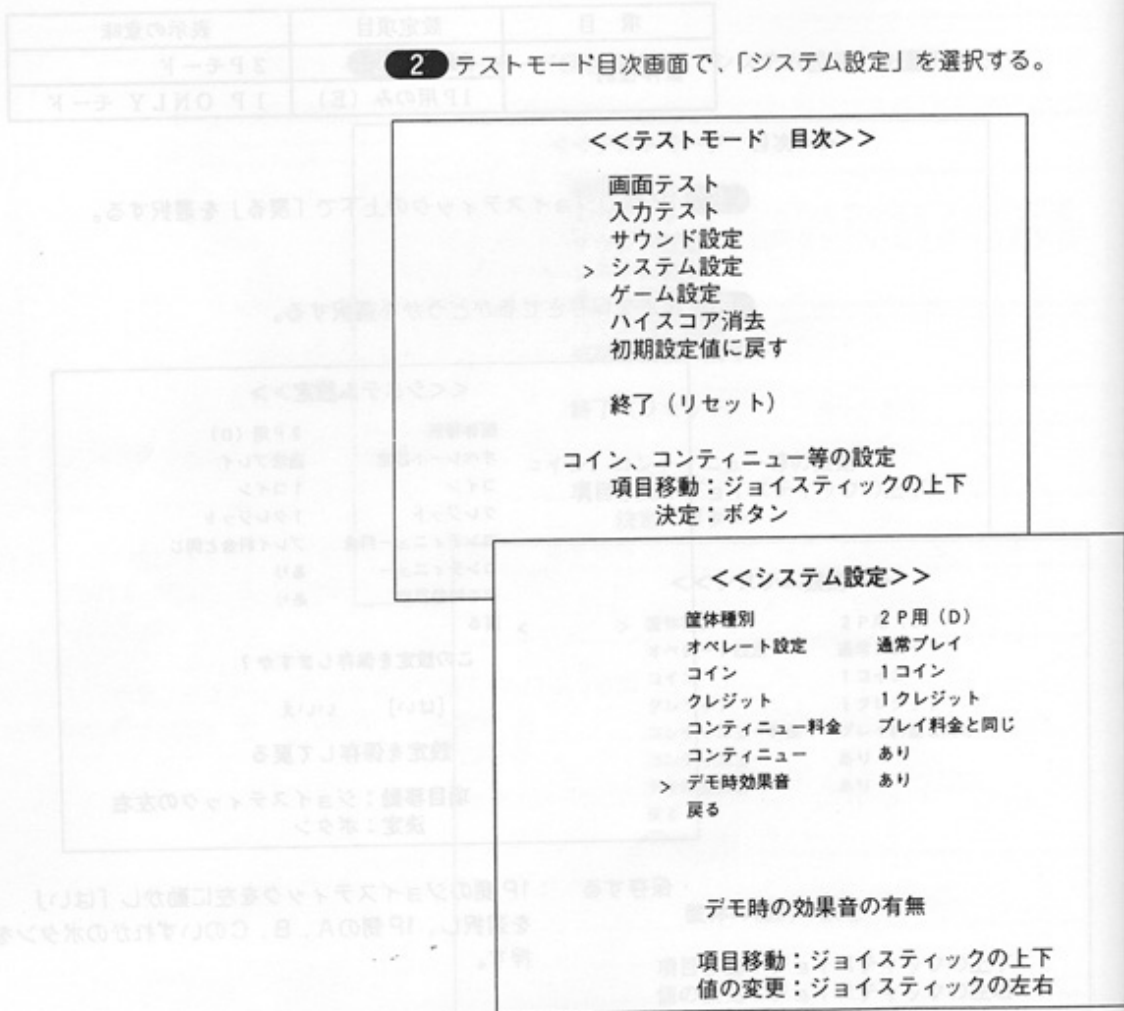 2 テストモード目次画面で、「システム設定」を選択する。
<<テストモード 目次>>
画面テスト
入力テスト
サウンド設定
> システム設定
ゲーム設定
ハイスコア消去
初期設定値に戻す
終了（リセット）
コイン、コンティニュー等の設定
項目移動：ジョイスティックの上下
決定：ボタン
<<システム設定>>
筐体種別 2P用（D）
オペレート設定 通常プレイ
コイン 1コイン
クレジット 1クレジット
コンティニュー料金 プレイ料金と同じ
コンティニュー あり
> デモ時効果音 あり
戻る
デモ時の効果音の有無
項目移動：ジョイスティックの上下
値の変更：ジョイスティックの左右